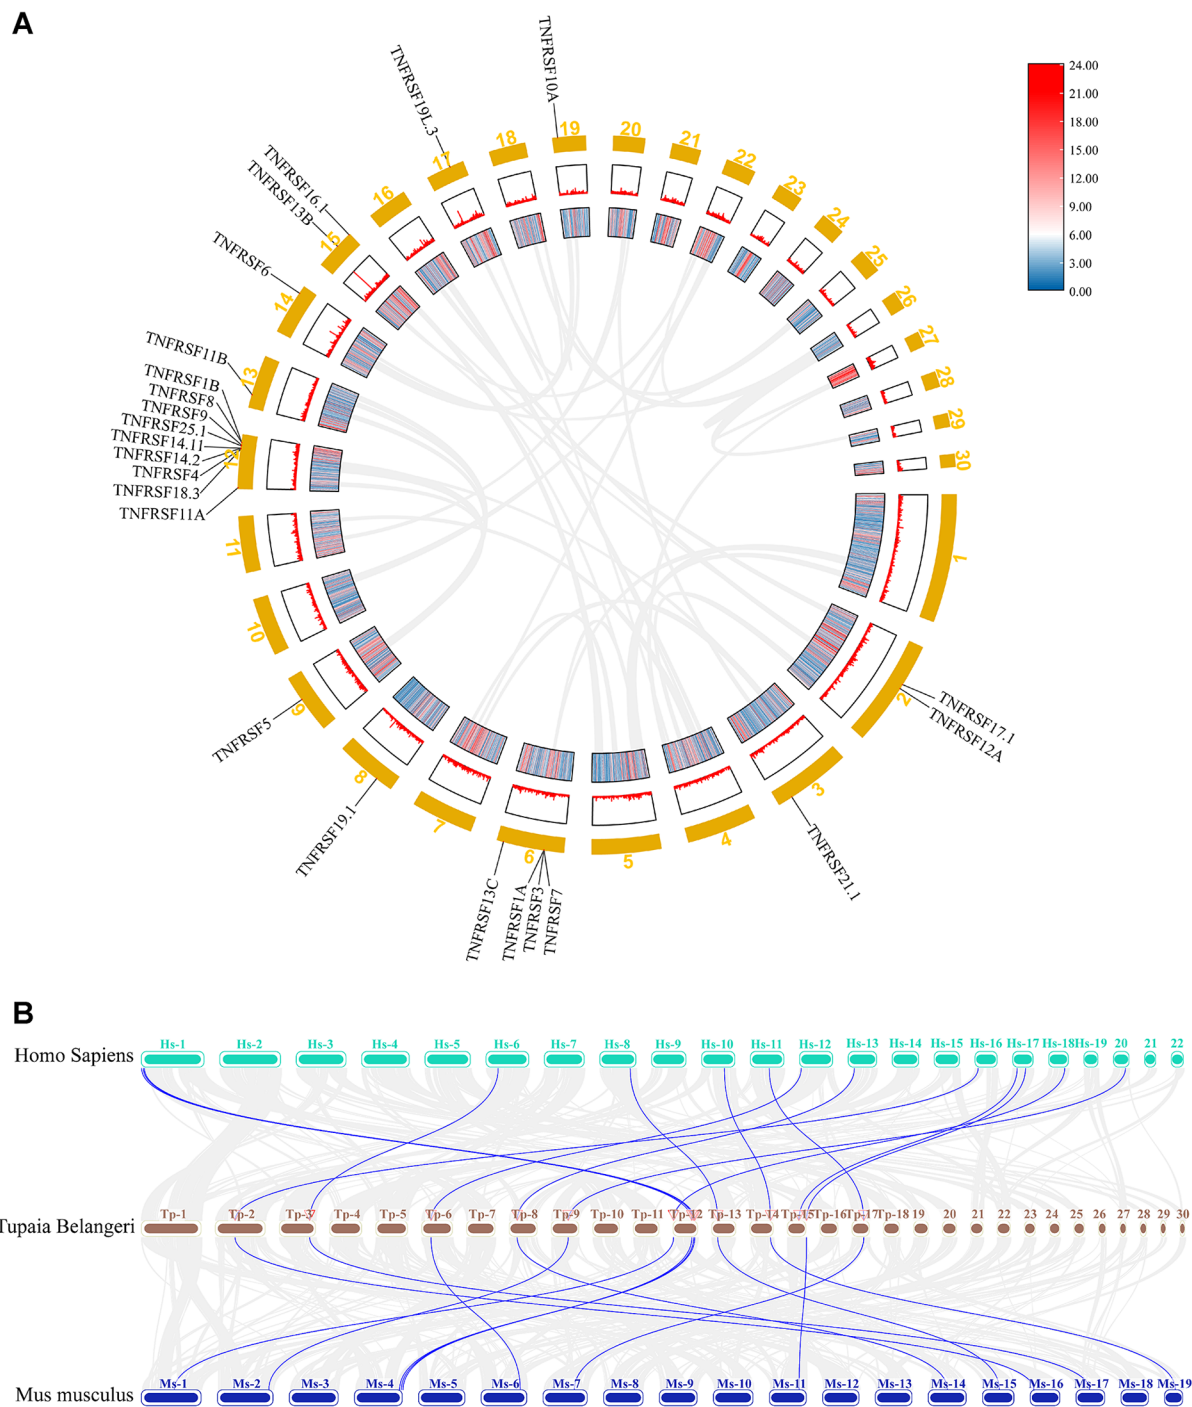 A
TNFRSF10A
TNFRSF19L.3
TNFRSF16.1
TNFRSF13B
TNFRSF6
TNFRSF11B
TNFRSF1B
TNFRSF8
TNFRSF9
TNFRSF25.1
TNFRSF14.11
TNFRSF14.2
TNFRSF4
TNFRSF18.3
TNFRSF11A
TNFRSF5
TNFRSF19.1
TNFRSF13C
TNFRSF1A
TNFRSF3
TNFRSF7
TNFRSF21.1
TNFRSF12A
TNFRSF17.1
1
2
3
4
5
6
7
8
9
10
11
12
13
14
15
16
17
18
19
20
21
22
23
24
25
26
27
28
29
30
24.00
21.00
18.00
15.00
12.00
9.00
6.00
3.00
0.00
B
Homo Sapiens
Hs-1 Hs-2 Hs-3 Hs-4 Hs-5 Hs-6 Hs-7 Hs-8 Hs-9 Hs-10 Hs-11 Hs-12 Hs-13 Hs-14 Hs-15 Hs-16 Hs-17 Hs-18 Hs-19 20 21 22
Tupaia Belangeri
Tp-1 Tp-2 Tp-3 Tp-4 Tp-5 Tp-6 Tp-7 Tp-8 Tp-9 Tp-10 Tp-11 Tp-12 Tp-13 Tp-14 Tp-15 Tp-16 Tp-17 Tp-18 19 20 21 22 23 24 25 26 27 28 29 30
Mus musculus
Ms-1 Ms-2 Ms-3 Ms-4 Ms-5 Ms-6 Ms-7 Ms-8 Ms-9 Ms-10 Ms-11 Ms-12 Ms-13 Ms-14 Ms-15 Ms-16 Ms-17 Ms-18 Ms-19